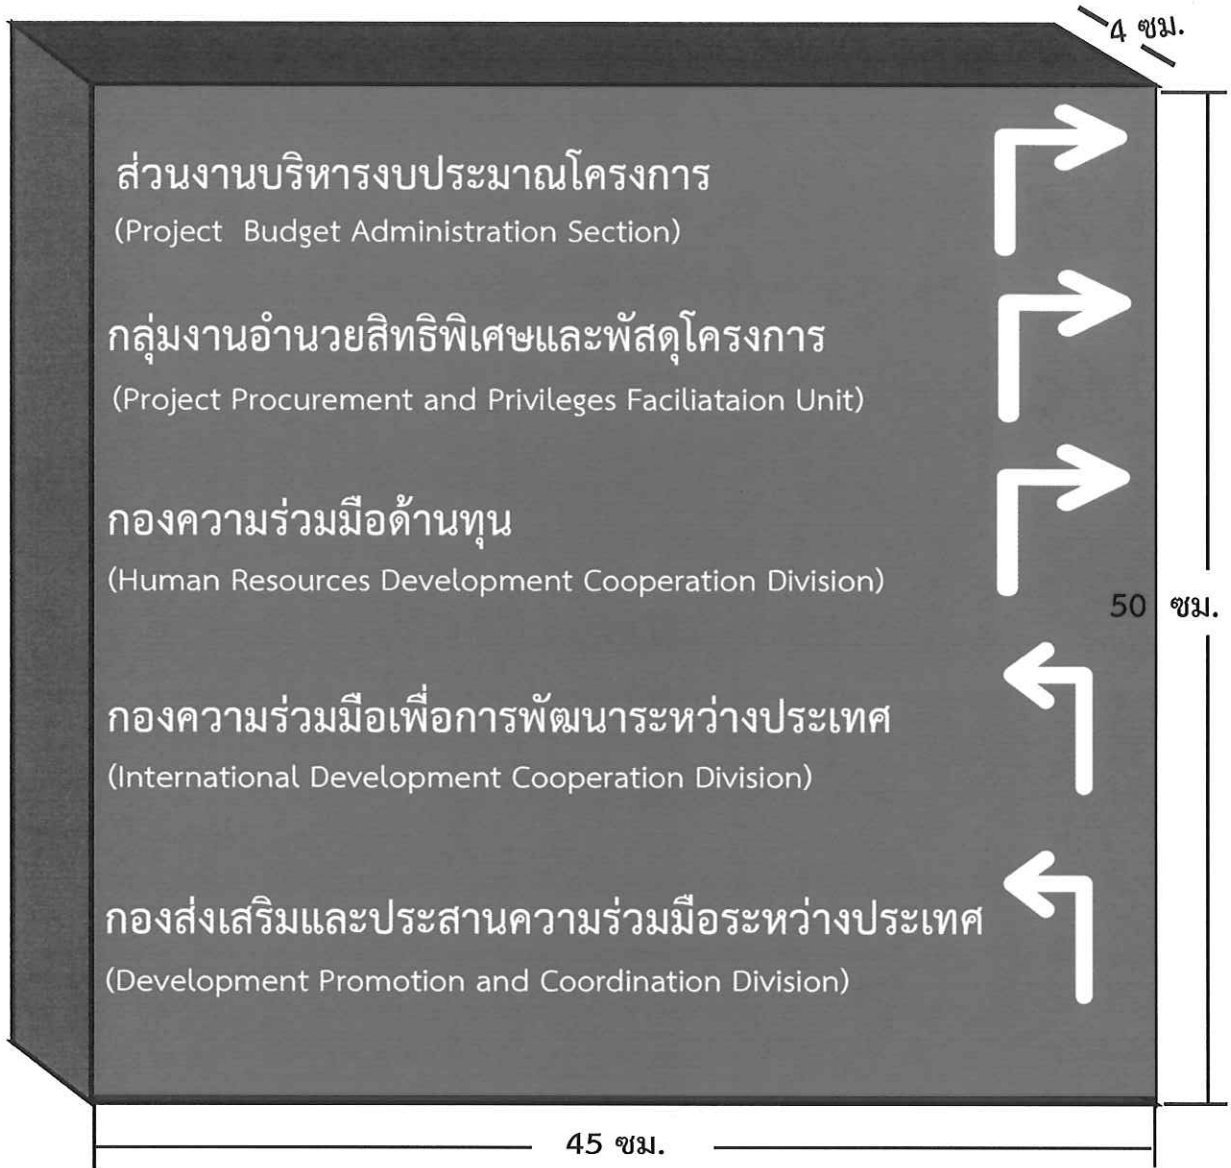 4 ซม.
ส่วนงานบริหารงบประมาณโครงการ
(Project Budget Administration Section)
กลุ่มงานอำนวยสิทธิพิเศษและพัสดุโครงการ
(Project Procurement and Privileges Faciliataion Unit)
กองความร่วมมือด้านทุน
(Human Resources Development Cooperation Division)
50 ซม.
กองความร่วมมือเพื่อการพัฒนาระหว่างประเทศ
(International Development Cooperation Division)
กองส่งเสริมและประสานความร่วมมือระหว่างประเทศ
(Development Promotion and Coordination Division)
45 ซม.